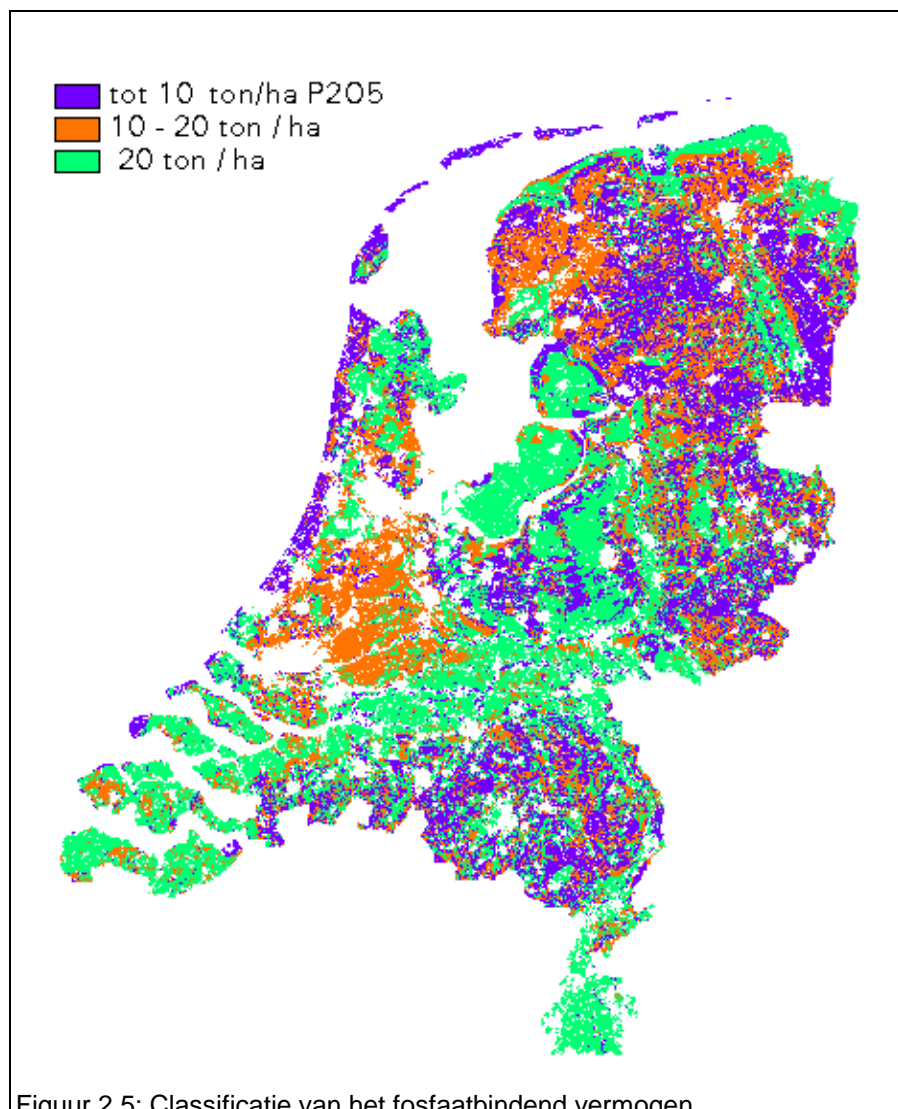 tot 10 ton/ha P2O5
10 - 20 ton / ha
20 ton / ha
Figuur 2.5: Classificatie van het fosfaatbindend vermogen